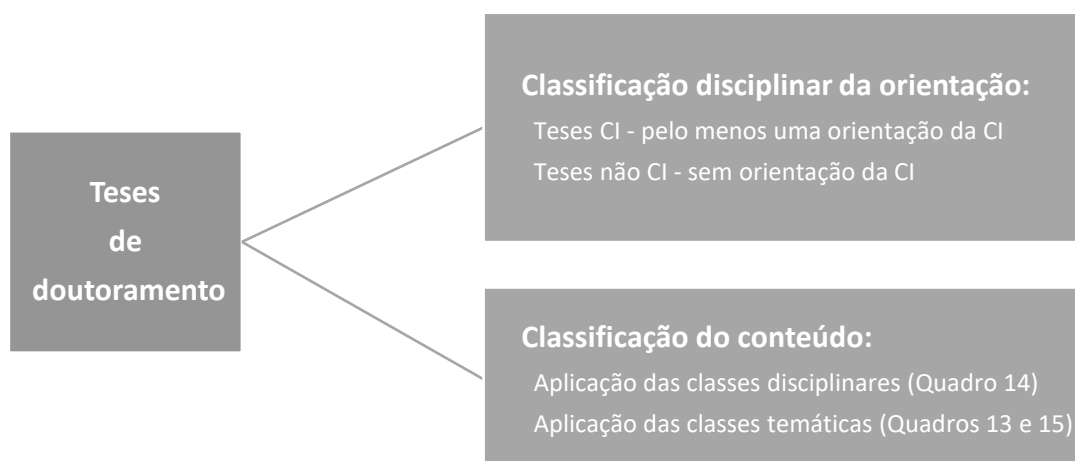 Teses
de
doutoramento
Classificação disciplinar da orientação:
Teses CI - pelo menos uma orientação da CI
Teses não CI - sem orientação da CI
Classificação do conteúdo:
Aplicação das classes disciplinares (Quadro 14)
Aplicação das classes temáticas (Quadros 13 e 15)